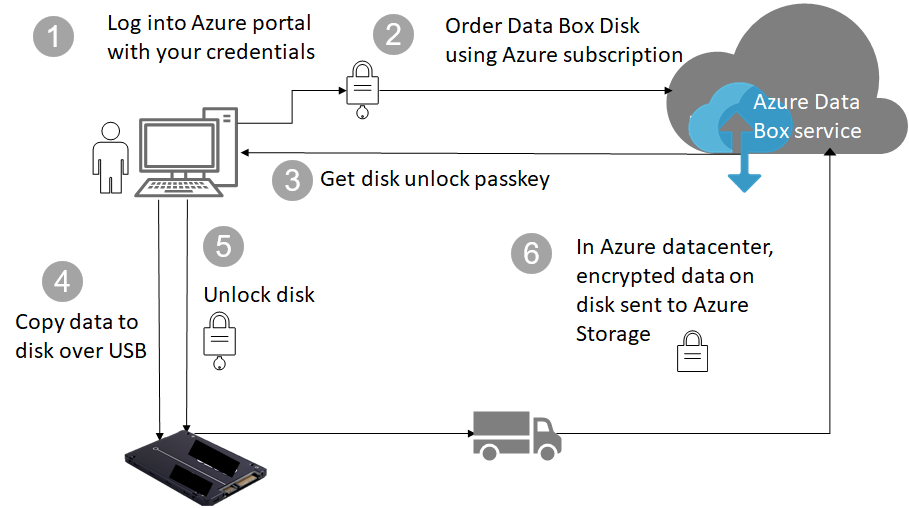 1
Log into Azure portal
with your credentials
2
Order Data Box Disk
using Azure subscription
Azure Data
Box service
3
Get disk unlock passkey
4
Copy data to
disk over USB
5
Unlock disk
6
In Azure datacenter,
encrypted data on
disk sent to Azure
Storage